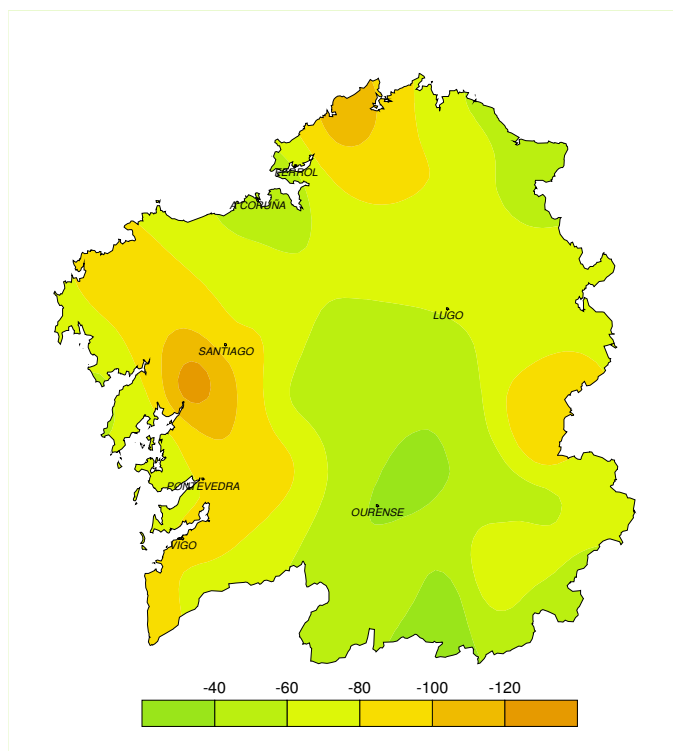 FERROL
A CORUÑA
LUGO
SANTIAGO
PONTEVEDRA
OURENSE
VIGO
-40 -60 -80 -100 -120